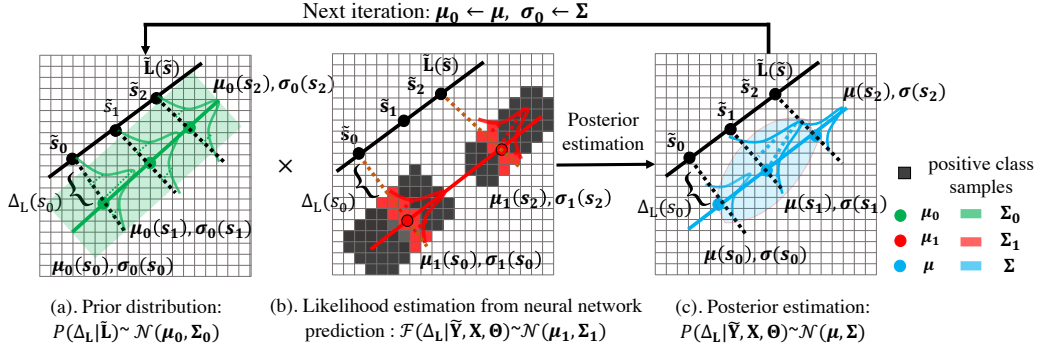 Next iteration: μ₀ ← μ, σ₀ ← Σ
L̃(s̃)
s̃₂
s̃₁
s̃₀
μ₀(s₂), σ₀(s₂)
Δ_L(s₀)
μ₀(s₁), σ₀(s₁)
μ₀(s₀), σ₀(s₀)
×
L̃(s̃)
s̃₂
s̃₁
s̃₀
Δ_L(s₀)
μ₁(s₂), σ₁(s₂)
μ₁(s₀), σ₁(s₀)
Posterior
estimation
L̃(s̃)
s̃₂
s̃₁
s̃₀
μ(s₂), σ(s₂)
Δ_L(s₀)
μ(s₁), σ(s₁)
μ(s₀), σ(s₀)
positive class
samples
μ₀ Σ₀
μ₁ Σ₁
μ Σ
(a). Prior distribution:
P(Δ_L|L̃)~ 𝒩(μ₀, Σ₀)
(b). Likelihood estimation from neural network
prediction : ℱ(Δ_L|Ỹ, X, Θ)~𝒩(μ₁, Σ₁)
(c). Posterior estimation:
P(Δ_L|Ỹ, X, Θ)~𝒩(μ, Σ)